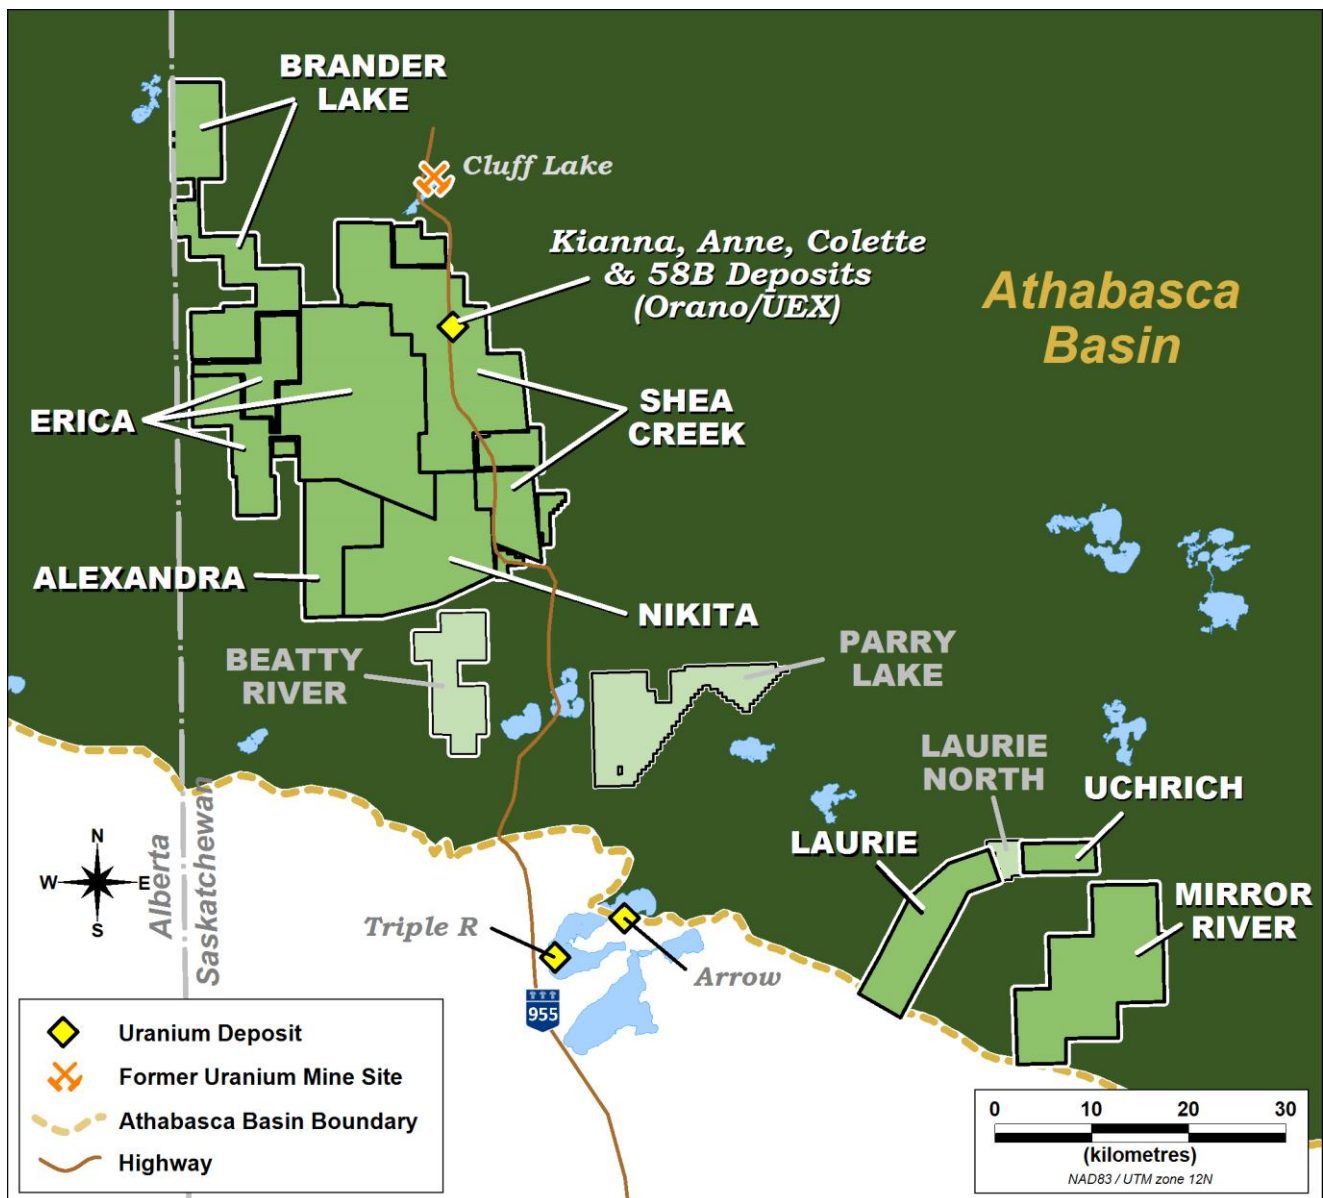 BRANDER
LAKE
Cluff Lake
Kianna, Anne, Colette
& 58B Deposits
(Orano/UEX)
Athabasca
Basin
ERICA
SHEA
CREEK
ALEXANDRA
NIKITA
BEATTY
RIVER
PARRY
LAKE
LAURIE
NORTH
UCHRICH
LAURIE
MIRROR
RIVER
Alberta
Saskatchewan
N
W
E
S
Triple R
Arrow
955
Uranium Deposit
Former Uranium Mine Site
Athabasca Basin Boundary
Highway
0 10 20 30
(kilometres)
NAD83 / UTM zone 12N